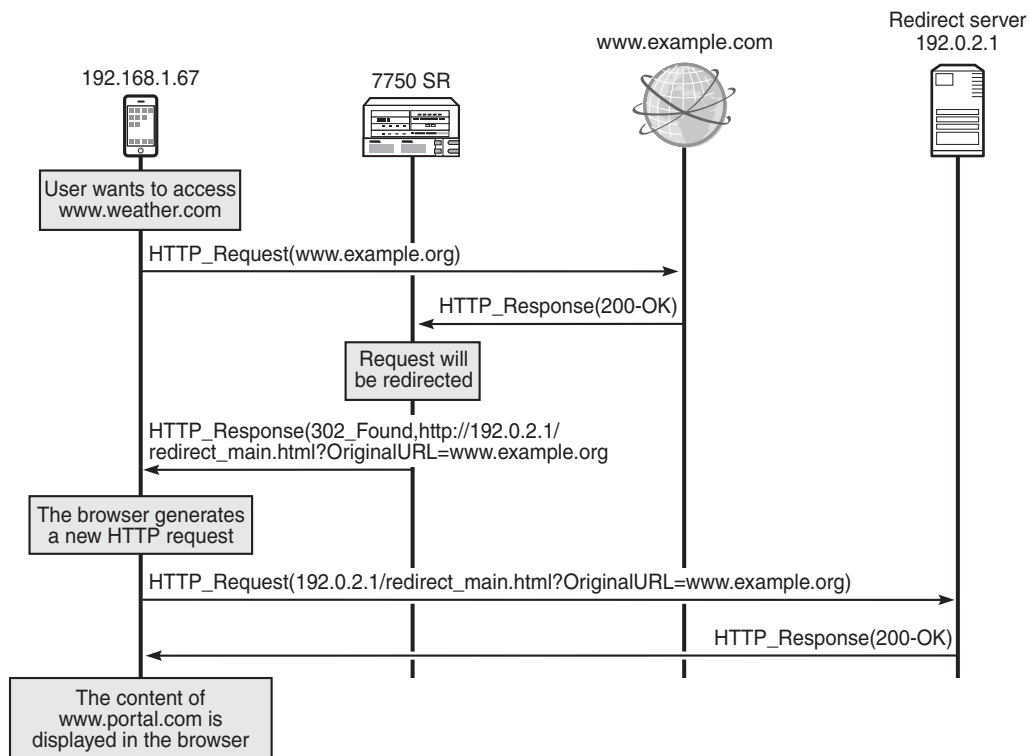 Redirect server
192.0.2.1
www.example.com
192.168.1.67
7750 SR
User wants to access
www.weather.com
HTTP_Request(www.example.org)
HTTP_Response(200-OK)
Request will
be redirected
HTTP_Response(302_Found,http://192.0.2.1/
redirect_main.html?OriginalURL=www.example.org
The browser generates
a new HTTP request
HTTP_Request(192.0.2.1/redirect_main.html?OriginalURL=www.example.org)
HTTP_Response(200-OK)
The content of
www.portal.com is
displayed in the browser